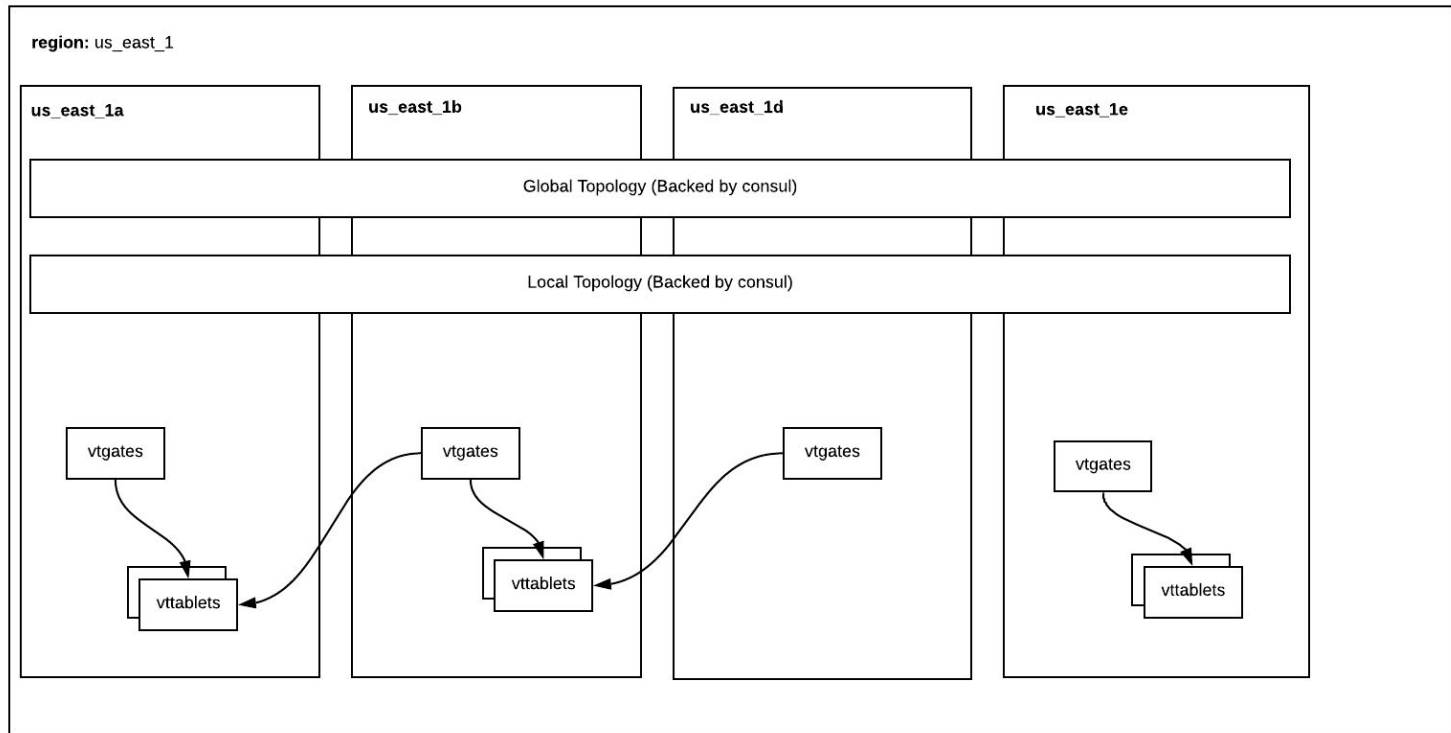 region: us_east_1
us_east_1a
us_east_1b
us_east_1d
us_east_1e
Global Topology (Backed by consul)
Local Topology (Backed by consul)
vtgates
vtgates
vtgates
vtgates
vttablets
vttablets
vttablets